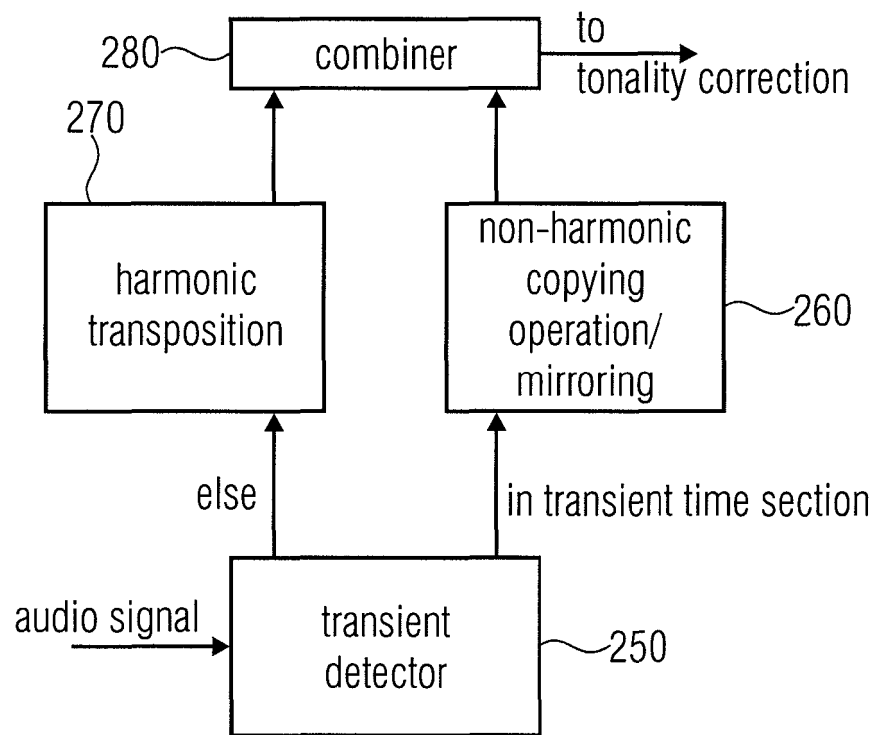 280
combiner
to
tonality correction
270
harmonic
transposition
non-harmonic
copying
operation/
mirroring
260
else
in transient time section
audio signal
transient
detector
250